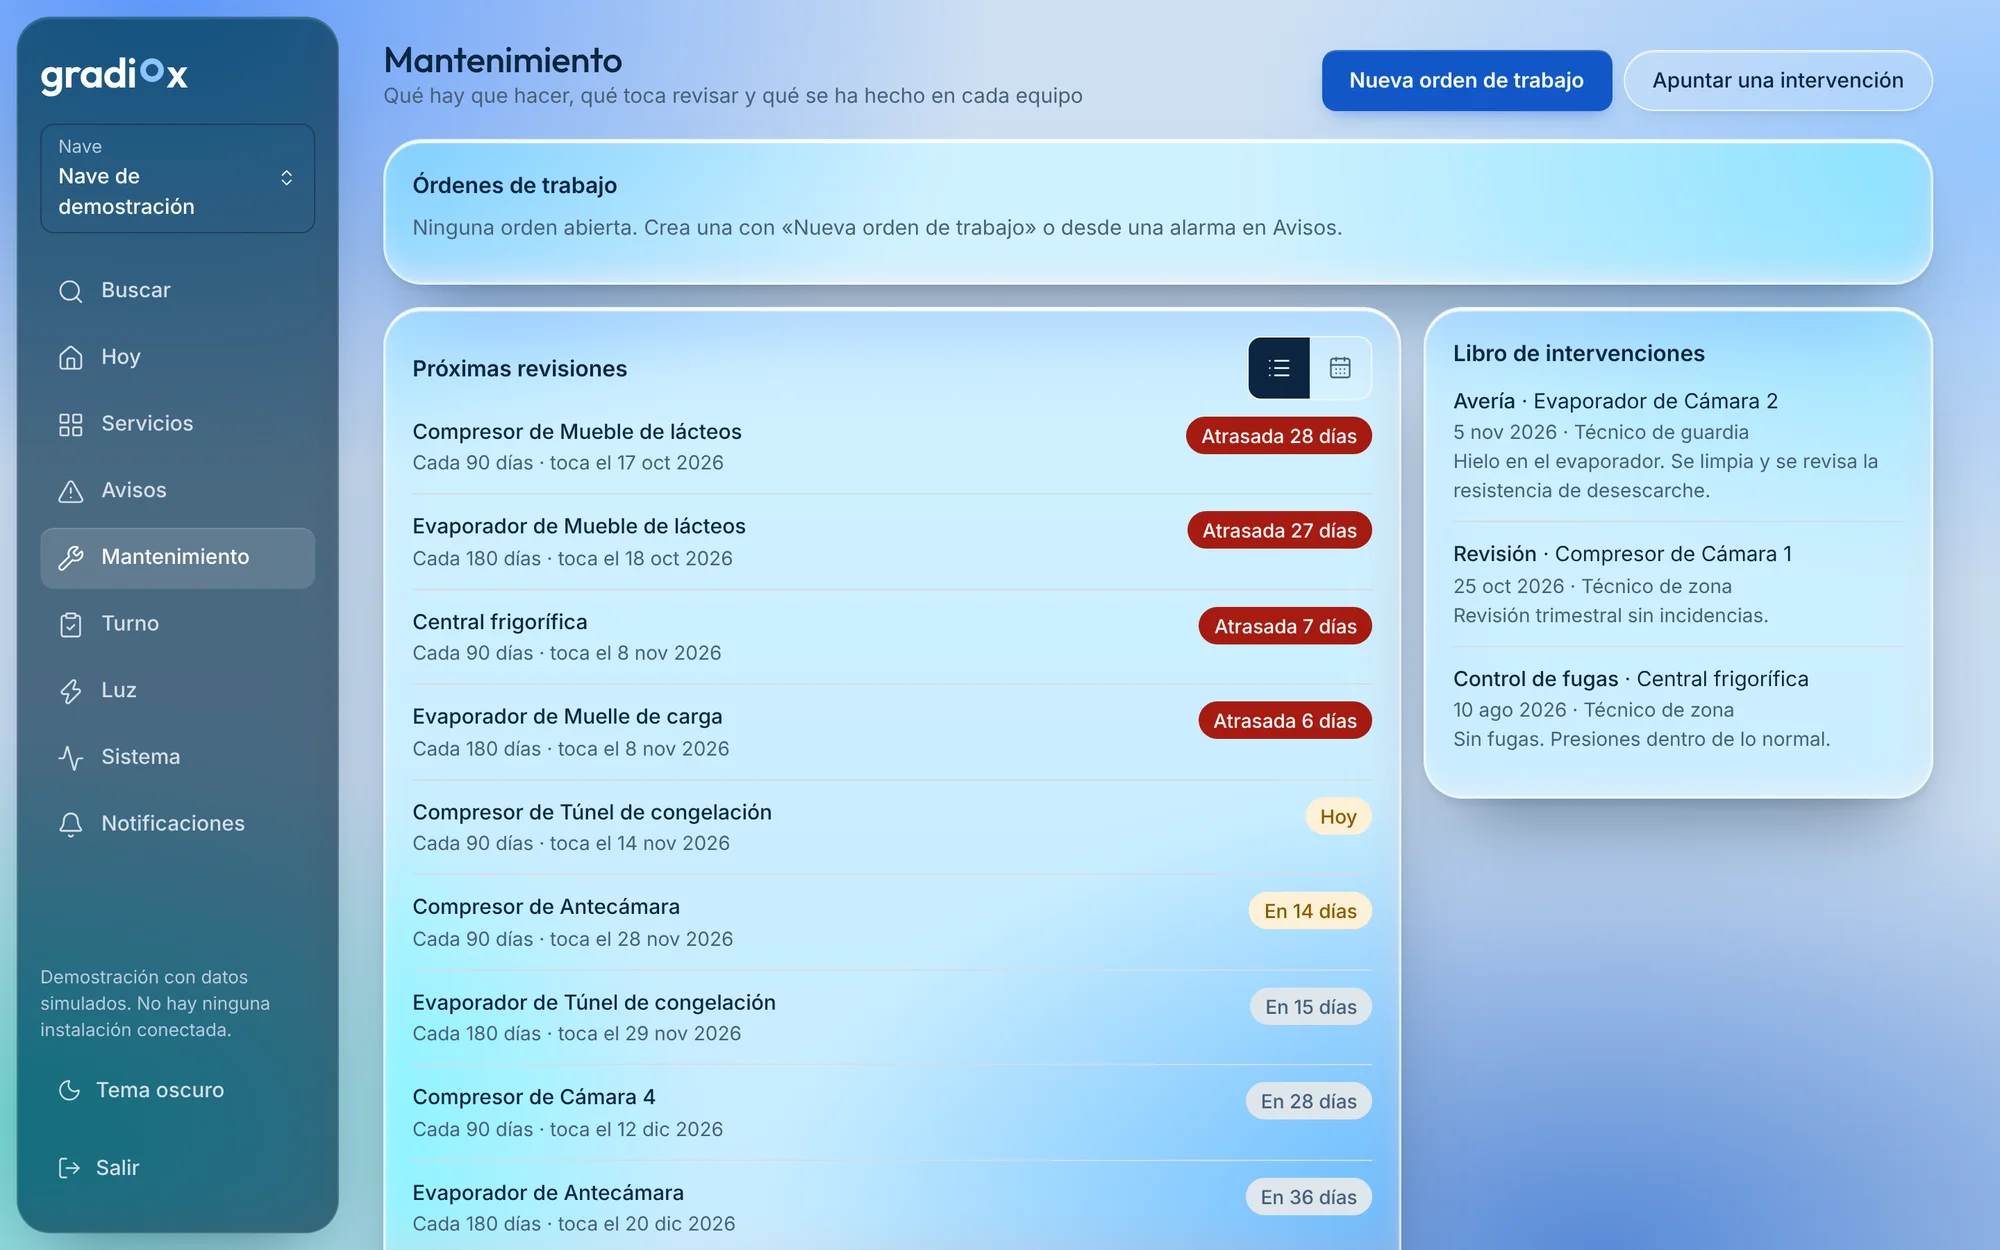 gradiox
Nave
Nave de
demostración
Buscar
Hoy
Servicios
Avisos
Mantenimiento
Turno
Luz
Sistema
Notificaciones
Demostración con datos
simulados. No hay ninguna
instalación conectada.
Tema oscuro
Salir
Mantenimiento
Qué hay que hacer, qué toca revisar y qué se ha hecho en cada equipo
Nueva orden de trabajo
Apuntar una intervención
Órdenes de trabajo
Ninguna orden abierta. Crea una con «Nueva orden de trabajo» o desde una alarma en Avisos.
Próximas revisiones
Compresor de Mueble de lácteos
Cada 90 días · toca el 17 oct 2026
Atrasada 28 días
Evaporador de Mueble de lácteos
Cada 180 días · toca el 18 oct 2026
Atrasada 27 días
Central frigorífica
Cada 90 días · toca el 8 nov 2026
Atrasada 7 días
Evaporador de Muelle de carga
Cada 180 días · toca el 8 nov 2026
Atrasada 6 días
Compresor de Túnel de congelación
Cada 90 días · toca el 14 nov 2026
Hoy
Compresor de Antecámara
Cada 90 días · toca el 28 nov 2026
En 14 días
Evaporador de Túnel de congelación
Cada 180 días · toca el 29 nov 2026
En 15 días
Compresor de Cámara 4
Cada 90 días · toca el 12 dic 2026
En 28 días
Evaporador de Antecámara
Cada 180 días · toca el 20 dic 2026
En 36 días
Libro de intervenciones
Avería · Evaporador de Cámara 2
5 nov 2026 · Técnico de guardia
Hielo en el evaporador. Se limpia y se revisa la
resistencia de desescarche.
Revisión · Compresor de Cámara 1
25 oct 2026 · Técnico de zona
Revisión trimestral sin incidencias.
Control de fugas · Central frigorífica
10 ago 2026 · Técnico de zona
Sin fugas. Presiones dentro de lo normal.